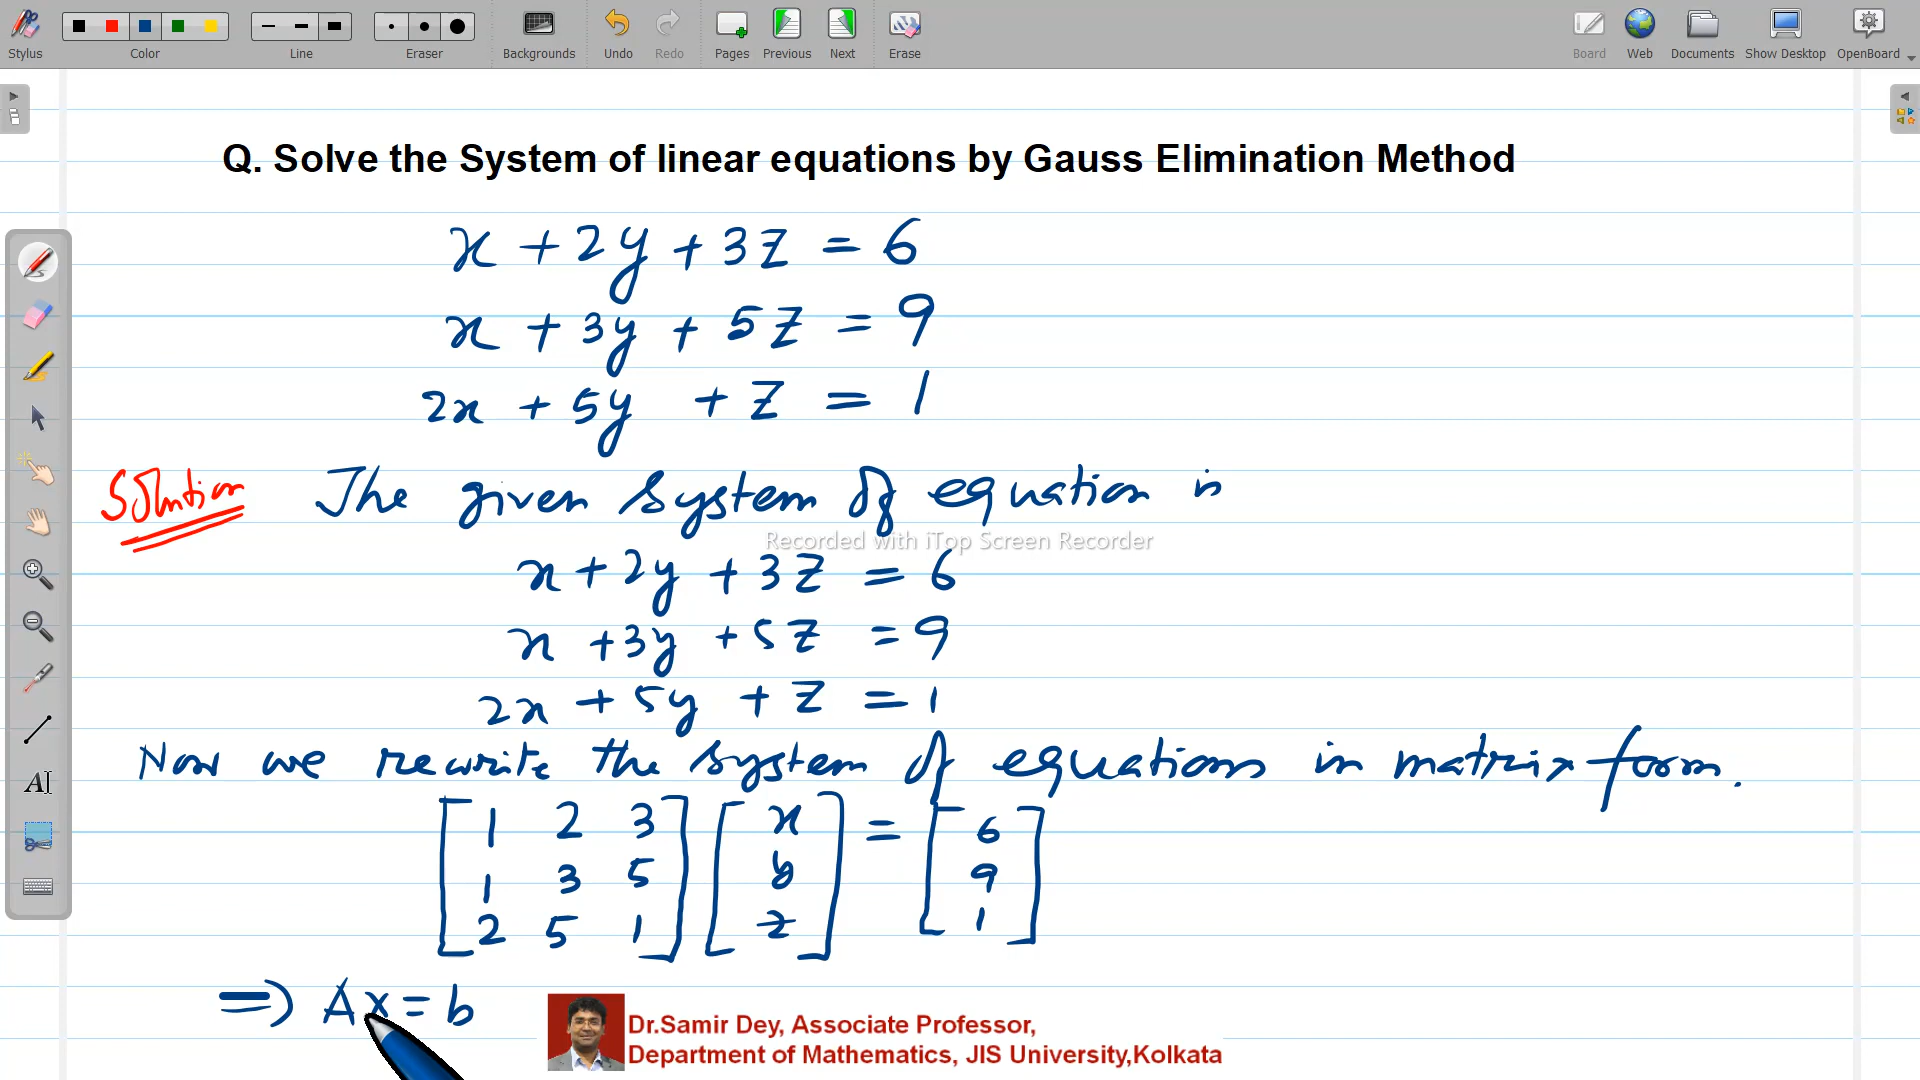 Stylus Color Line Eraser Backgrounds Undo Redo Pages Previous Next Erase Board Web Documents Show Desktop OpenBoard
Q. Solve the System of linear equations by Gauss Elimination Method
x + 2y + 3z = 6
x + 3y + 5z = 9
2x + 5y + z = 1
Solution The given system of equation is
Recorded with iTop Screen Recorder
x + 2y + 3z = 6
x + 3y + 5z = 9
2x + 5y + z = 1
Now we rewrite the system of equations in matrix form.
[1 2 3] [x] = [6]
[1 3 5] [y] [9]
[2 5 1] [z] [1]
⇒ Ax = b
Dr.Samir Dey, Associate Professor,
Department of Mathematics, JIS University,Kolkata